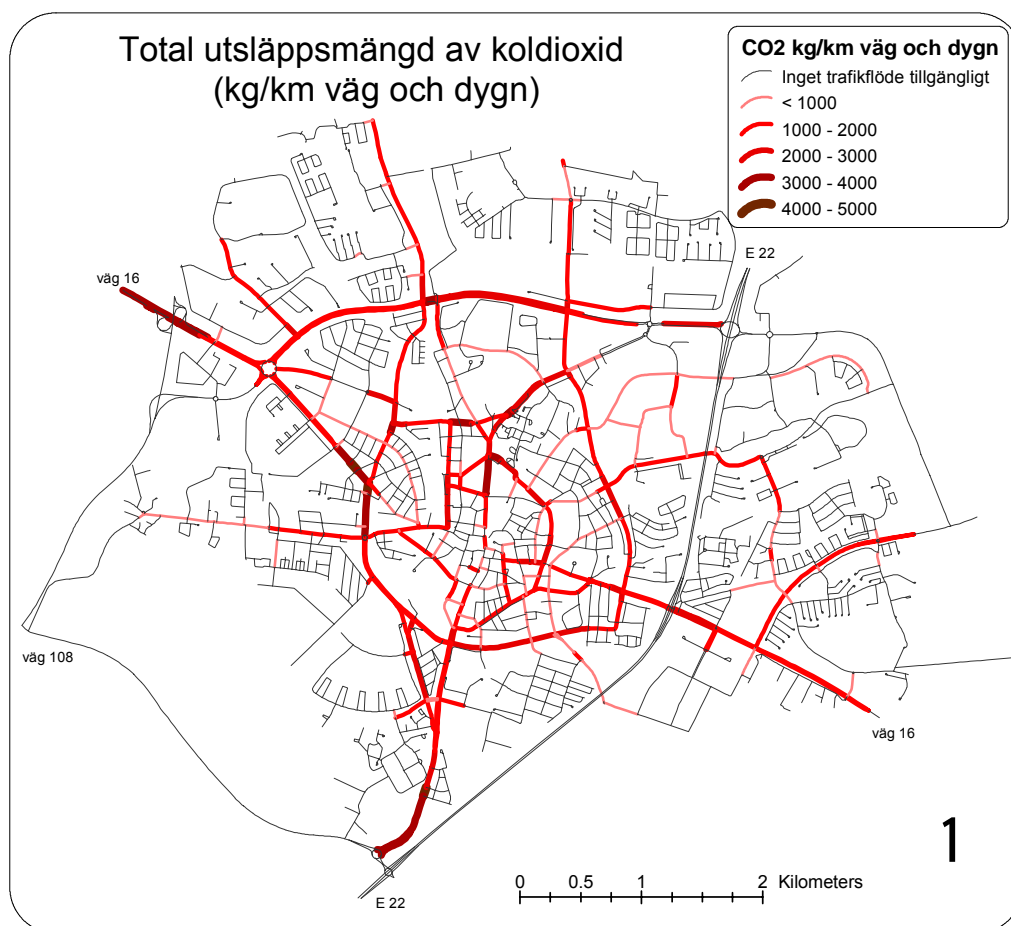 Total utsläppsmängd av koldioxid
(kg/km väg och dygn)
CO2 kg/km väg och dygn
Inget trafikflöde tillgängligt
< 1000
1000 - 2000
2000 - 3000
3000 - 4000
4000 - 5000
E 22
väg 16
väg 108
väg 16
1
0 0.5 1 2 Kilometers
E 22